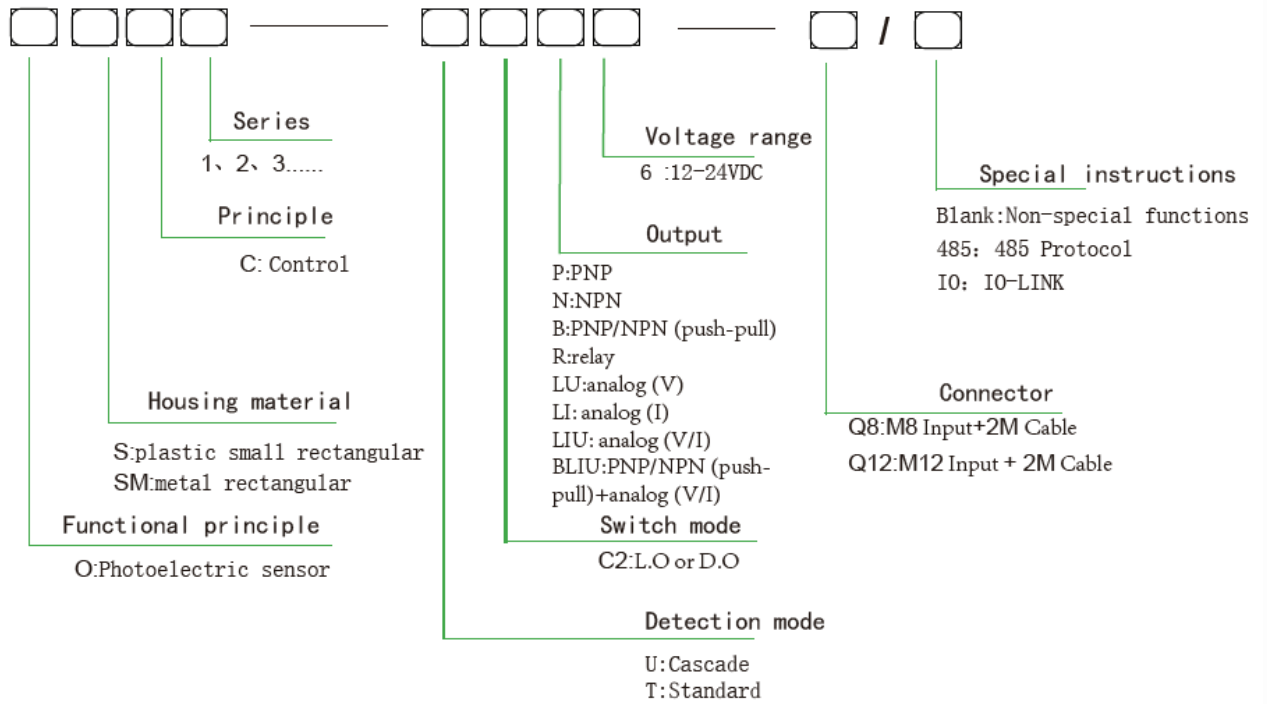 /
Series
1、2、3......
Principle
C: Control
Housing material
S:plastic small rectangular
SM:metal rectangular
Functional principle
O:Photoelectric sensor
Voltage range
6 :12-24VDC
Output
P:PNP
N:NPN
B:PNP/NPN (push-pull)
R:relay
LU:analog (V)
LI: analog (I)
LIU: analog (V/I)
BLIU:PNP/NPN (push-
pull)+analog (V/I)
Switch mode
C2:L.O or D.O
Detection mode
U:Cascade
T:Standard
Special instructions
Blank:Non-special functions
485: 485 Protocol
IO: IO-LINK
Connector
Q8:M8 Input+2M Cable
Q12:M12 Input + 2M Cable